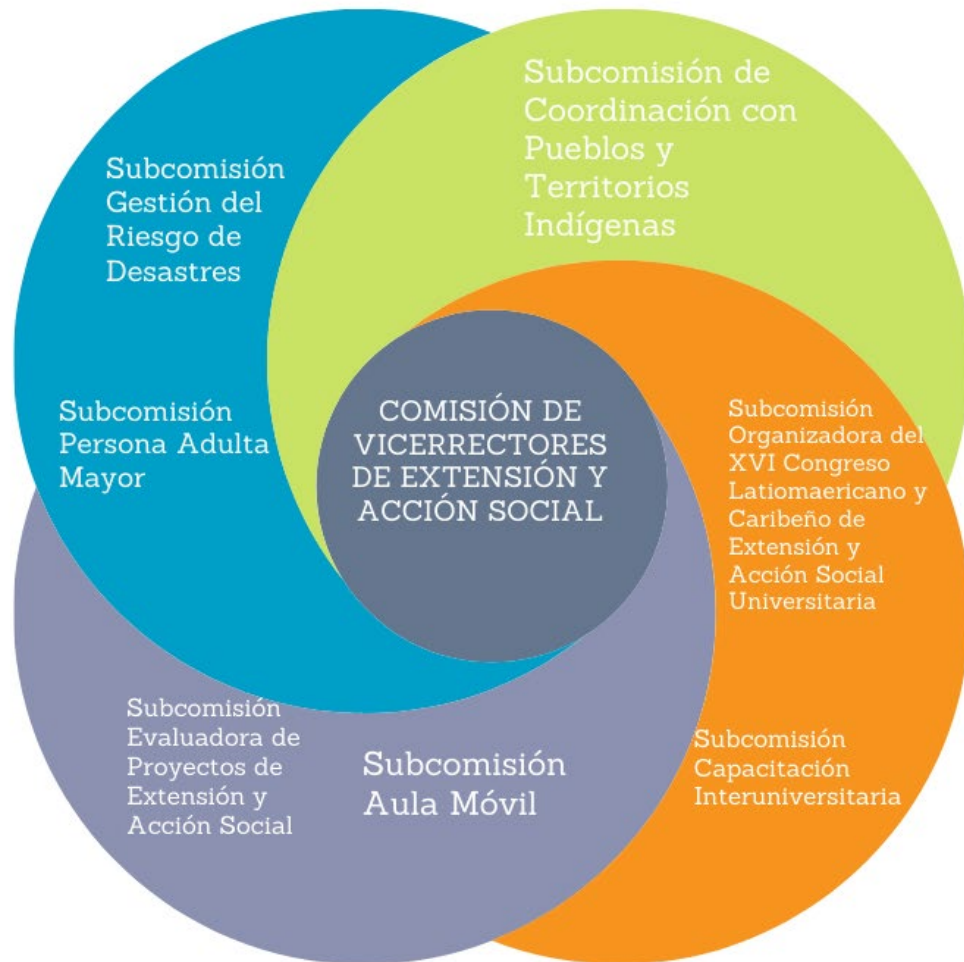 Subcomisión de
Coordinación con
Pueblos y
Territorios
Indígenas
Subcomisión
Gestión del
Riesgo de
Desastres
Subcomisión
Persona Adulta
Mayor
COMISIÓN DE
VICERRECTORES
DE EXTENSIÓN Y
ACCIÓN SOCIAL
Subcomisión
Organizadora del
XVI Congreso
Latiomaericano y
Caribeño de
Extensión y
Acción Social
Universitaria
Subcomisión
Evaluadora de
Proyectos de
Extensión y
Acción Social
Subcomisión
Aula Móvil
Subcomisión
Capacitación
Interuniversitaria